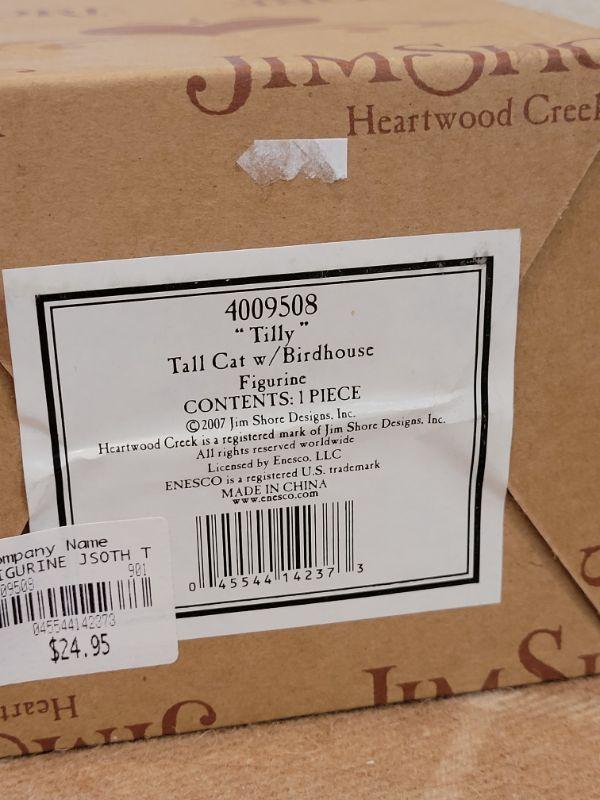 JIMSHO
Heartwood Creek
4009508
"Tilly"
Tall Cat w/Birdhouse
Figurine
CONTENTS: 1 PIECE
©2007 Jim Shore Designs, Inc.
Heartwood Creek is a registered mark of Jim Shore Designs, Inc.
All rights reserved worldwide
Licensed by Enesco, LLC
ENESCO is a registered U.S. trademark
MADE IN CHINA
www.enesco.com
0 45544 14237 3
ompany Name
IGURINE JSOTH T
09508 901
045544142373
$24.95
JIM S
Heart